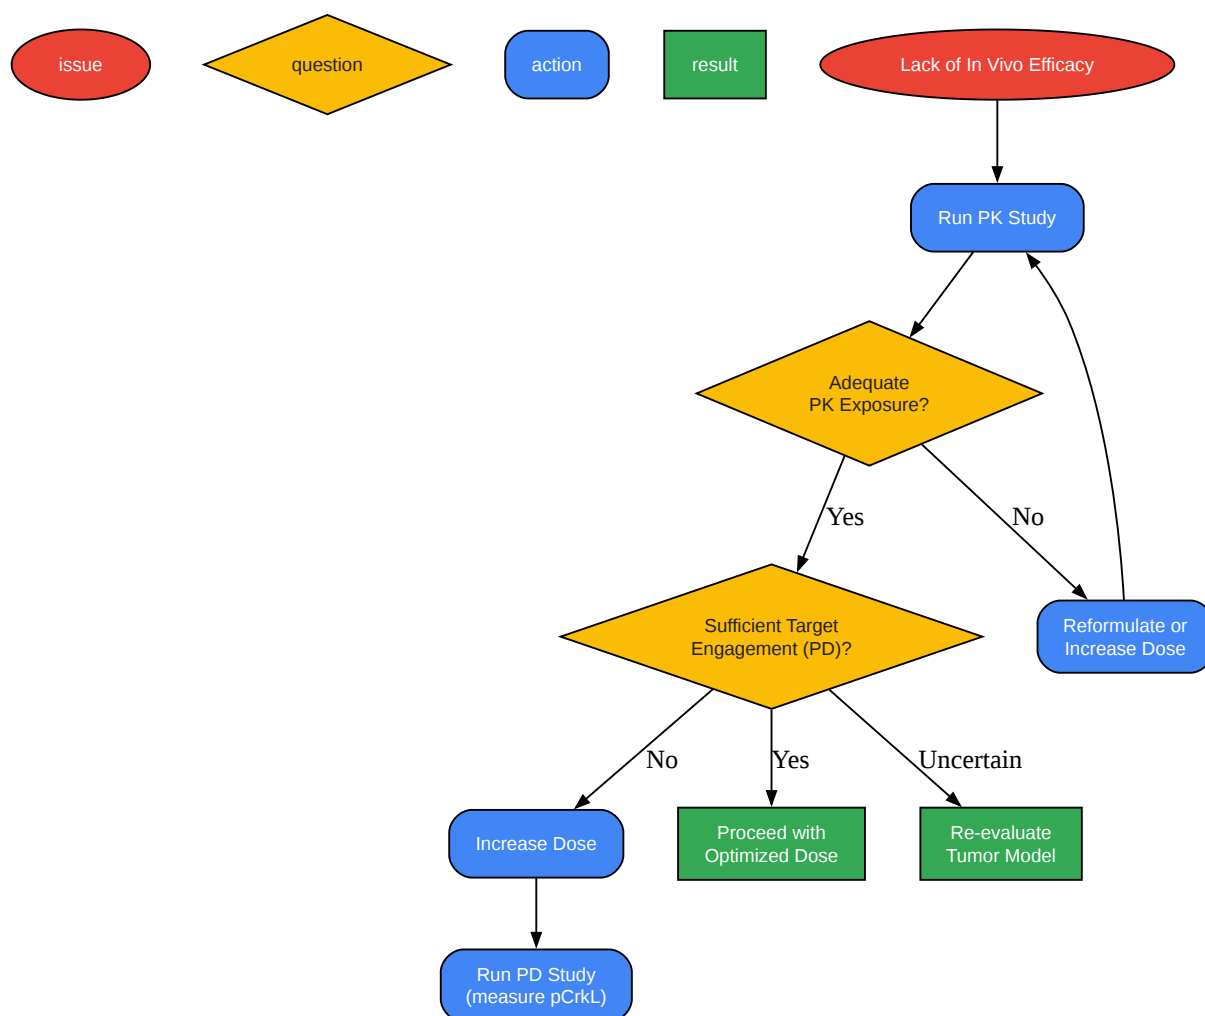 issue
question
action
result
Lack of In Vivo Efficacy
Run PK Study
Adequate
PK Exposure?
Yes
No
Sufficient Target
Engagement (PD)?
Reformulate or
Increase Dose
No
Yes
Uncertain
Increase Dose
Proceed with
Optimized Dose
Re-evaluate
Tumor Model
Run PD Study
(measure pCrkL)